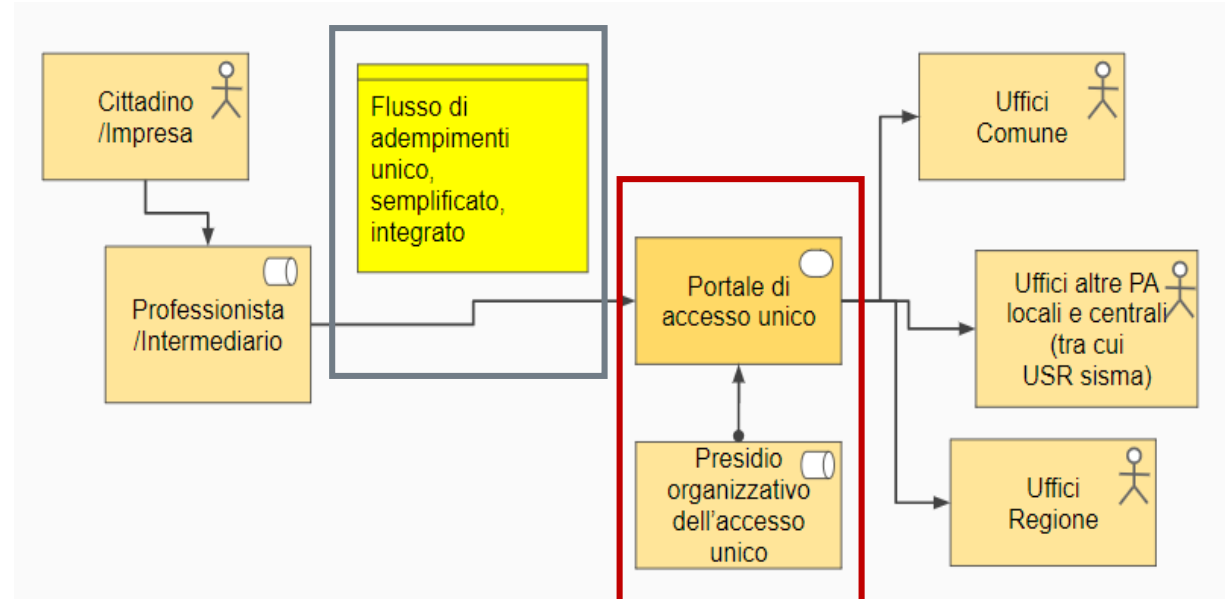 Cittadino
/Impresa
Professionista
/Intermediario
Flusso di
adempimenti
unico,
semplificato,
integrato
Portale di
accesso unico
Presidio
organizzativo
dell'accesso
unico
Uffici
Comune
Uffici altre PA
locali e centrali
(tra cui
USR sisma)
Uffici
Regione